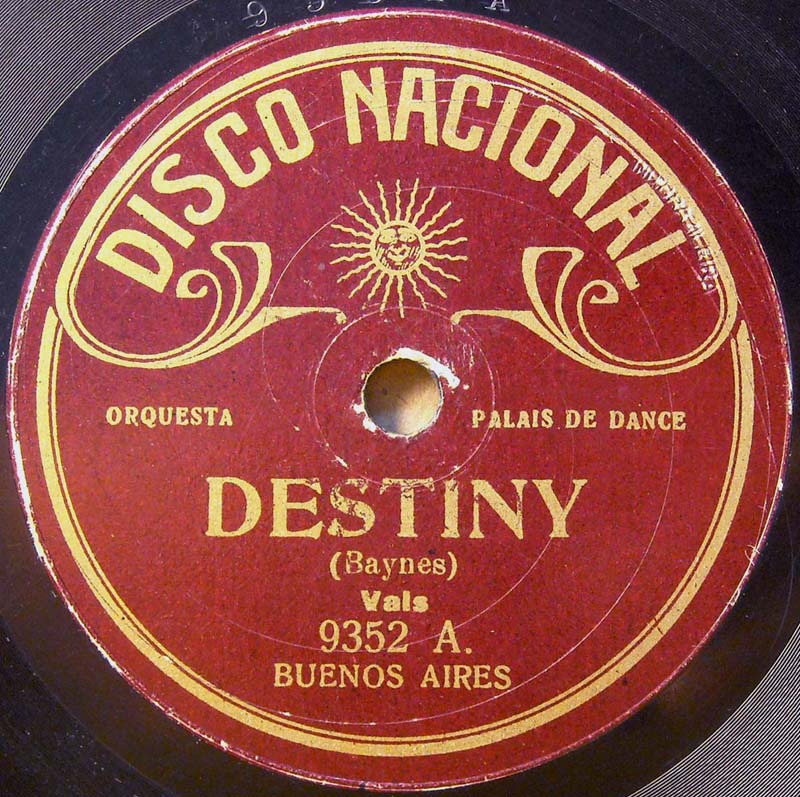 DISCO NACIONAL
ORQUESTA
PALAIS DE DANCE
DESTINY
(Baynes)
Vals
9352 A.
BUENOS AIRES